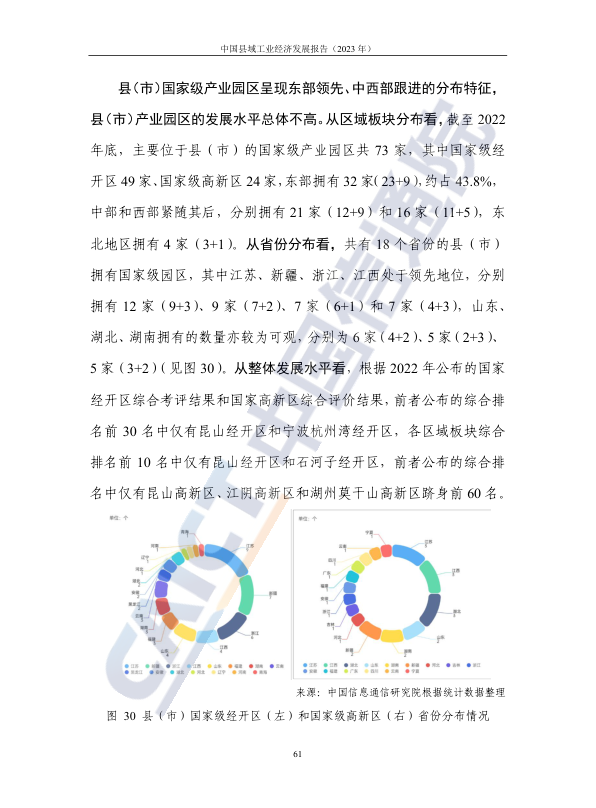 中国县域工业经济发展报告（2023 年）
县（市）国家级产业园区呈现东部领先、中西部跟进的分布特征，
县（市）产业园区的发展水平总体不高。从区域板块分布看，截至 2022
年底，主要位于县（市）的国家级产业园区共 73 家，其中国家级经
开区 49 家、国家级高新区 24 家，东部拥有 32 家（23+9），约占 43.8%，
中部和西部紧随其后，分别拥有 21 家（12+9）和 16 家（11+5），东
北地区拥有 4 家（3+1）。从省份分布看，共有 18 个省份的县（市）
拥有国家级园区，其中江苏、新疆、浙江、江西处于领先地位，分别
拥有 12 家（9+3）、9 家（7+2）、7 家（6+1）和 7 家（4+3），山东、
湖北、湖南拥有的数量亦较为可观，分别为 6 家（4+2）、5 家（2+3）、
5 家（3+2）（见图 30）。从整体发展水平看，根据 2022 年公布的国家
经开区综合考评结果和国家高新区综合评价结果，前者公布的综合排
名前 30 名中仅有昆山经开区和宁波杭州湾经开区，各区域板块综合
排名前 10 名中仅有昆山经开区和石河子经开区，前者公布的综合排
名中仅有昆山高新区、江阴高新区和湖州莫干山高新区跻身前 60 名。
单位：个
单位：个
来源：中国信息通信研究院根据统计数据整理
图 30 县（市）国家级经开区（左）和国家级高新区（右）省份分布情况
61
CAICT 中国信通院